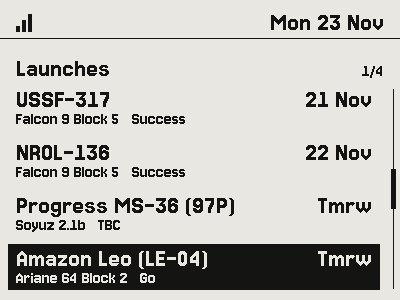 Mon 23 Nov
Launches 1/4
USSF-317 21 Nov
Falcon 9 Block 5 Success
NROL-136 22 Nov
Falcon 9 Block 5 Success
Progress MS-36 (97P) Tmrw
Soyuz 2.1b TBC
Amazon Leo (LE-04) Tmrw
Ariane 64 Block 2 Go